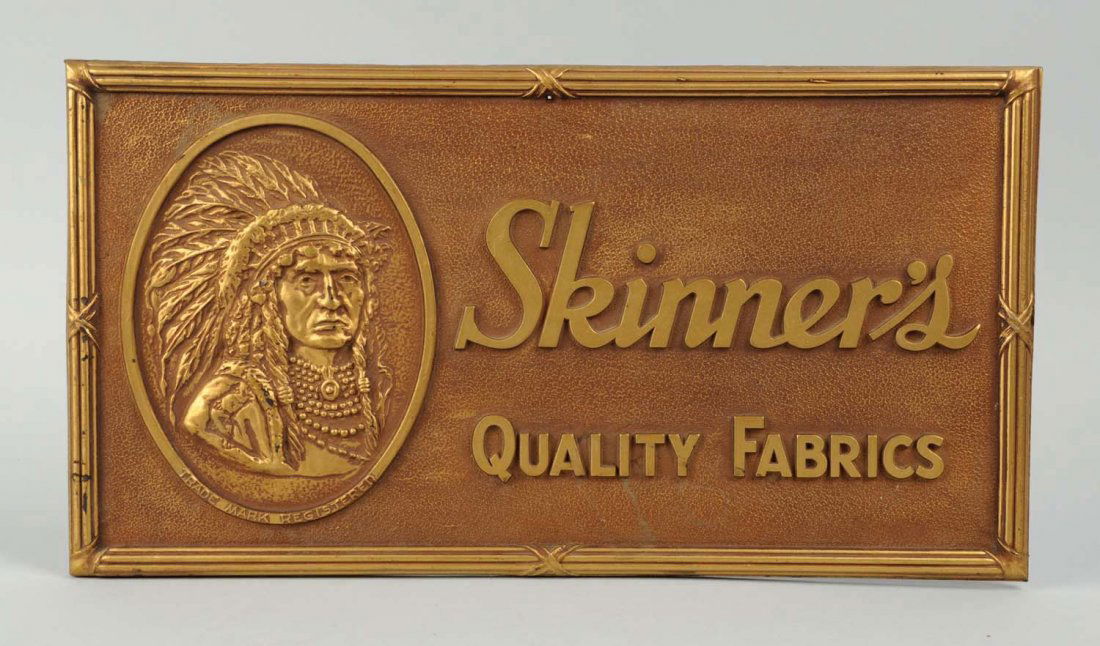 Skinner's
QUALITY FABRICS
TRADE MARK REGISTERED